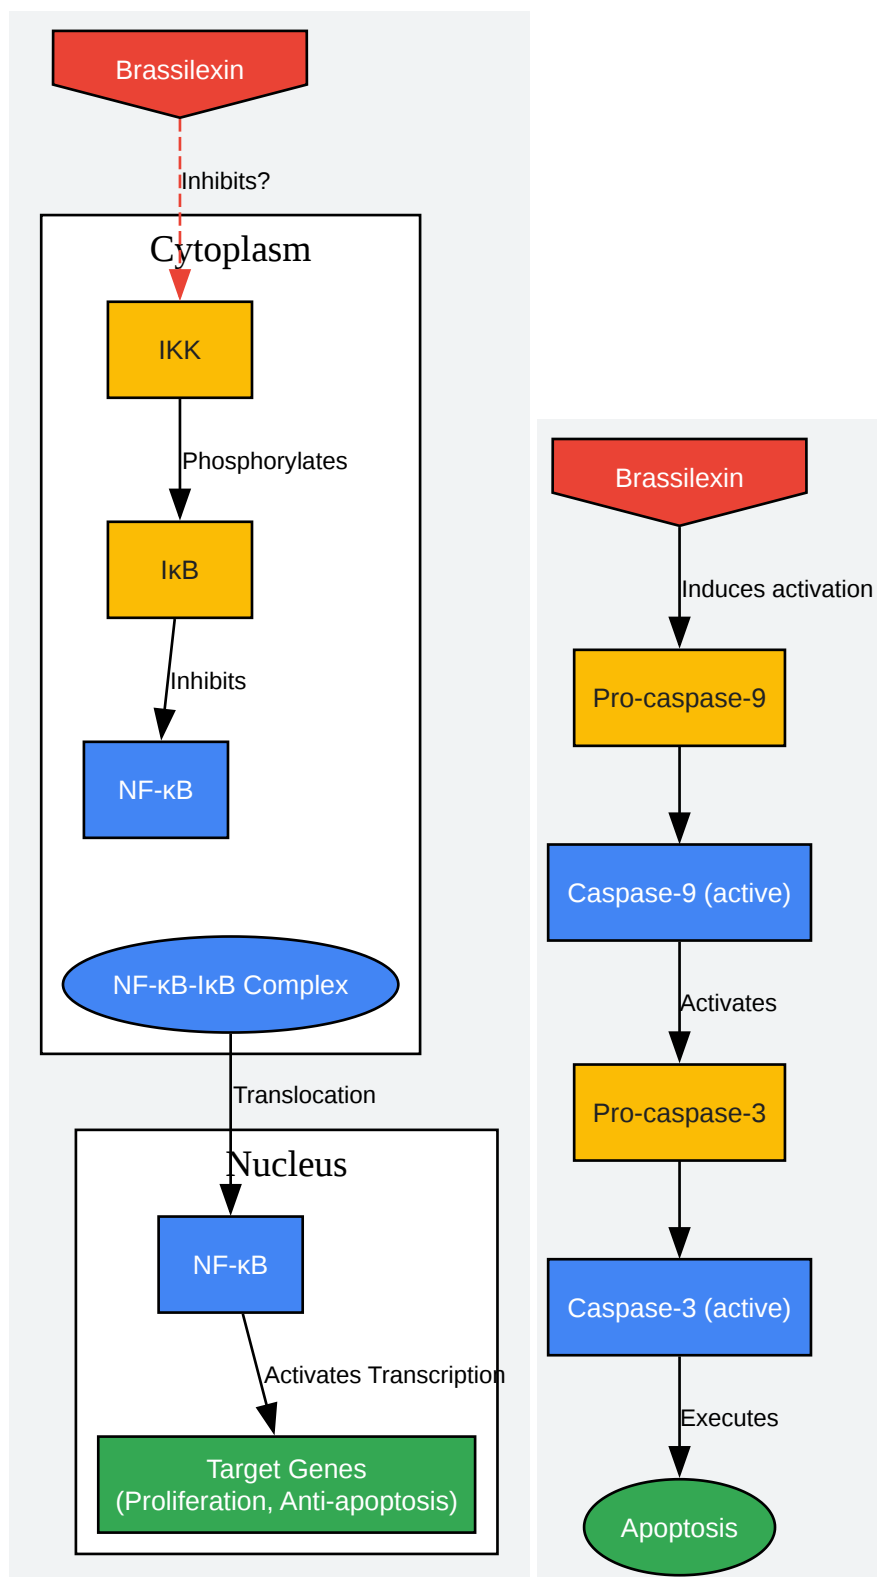 Brassilexin
Inhibits?
Cytoplasm
IKK
Phosphorylates
IκB
Inhibits
NF-κB
NF-κB-IκB Complex
Translocation
Nucleus
NF-κB
Activates Transcription
Target Genes
(Proliferation, Anti-apoptosis)
Brassilexin
Induces activation
Pro-caspase-9
Caspase-9 (active)
Activates
Pro-caspase-3
Caspase-3 (active)
Executes
Apoptosis